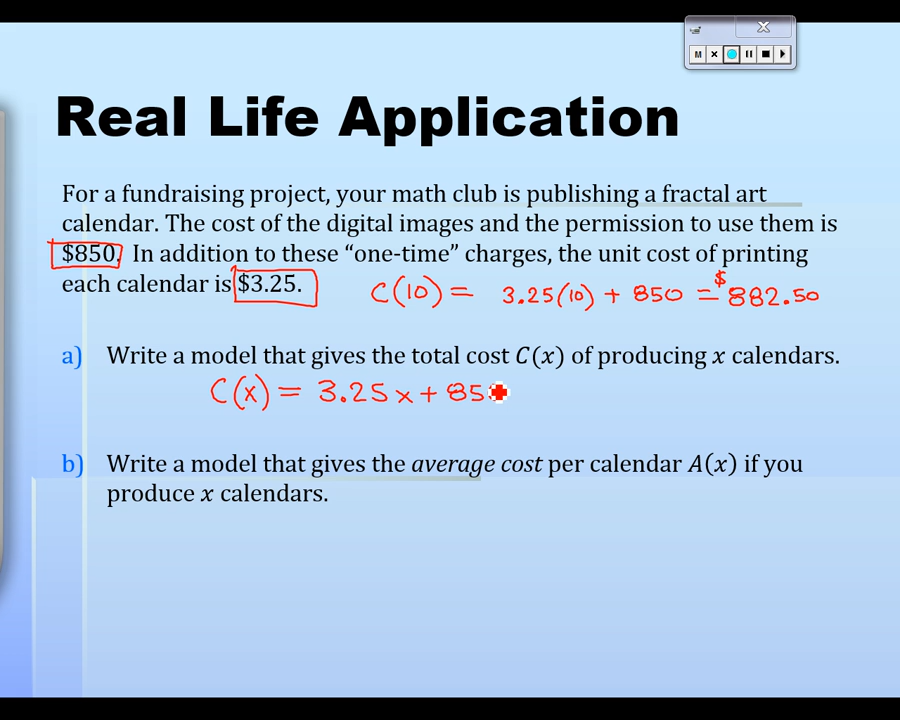 M
Real Life Application
For a fundraising project, your math club is publishing a fractal art
calendar. The cost of the digital images and the permission to use them is
$850. In addition to these “one-time” charges, the unit cost of printing
each calendar is $3.25.
C(10) = 3.25(10) + 850 = $882.50
a) Write a model that gives the total cost C(x) of producing x calendars.
C(x) = 3.25x + 85
b) Write a model that gives the average cost per calendar A(x) if you
produce x calendars.